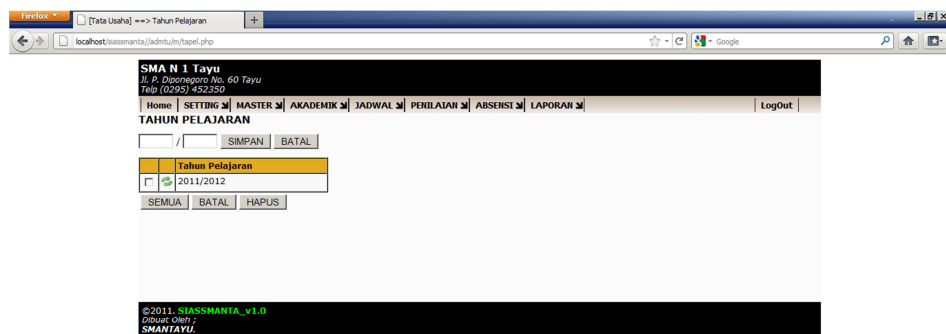 Firefox
[Tata Usaha] ==> Tahun Pelajaran
localhost/siassmanta//admtu/m/tapel.php
Google
SMA N 1 Tayu
Jl. P. Diponegoro No. 60 Tayu
Telp (0295) 452350
Home SETTING MASTER AKADEMIK JADWAL PENILAIAN ABSENSI LAPORAN LogOut
TAHUN PELAJARAN
/ SIMPAN BATAL
Tahun Pelajaran
2011/2012
SEMUA BATAL HAPUS
©2011. SIASSMANTA_v1.0
Dibuat Oleh ;
SMANTAYU.